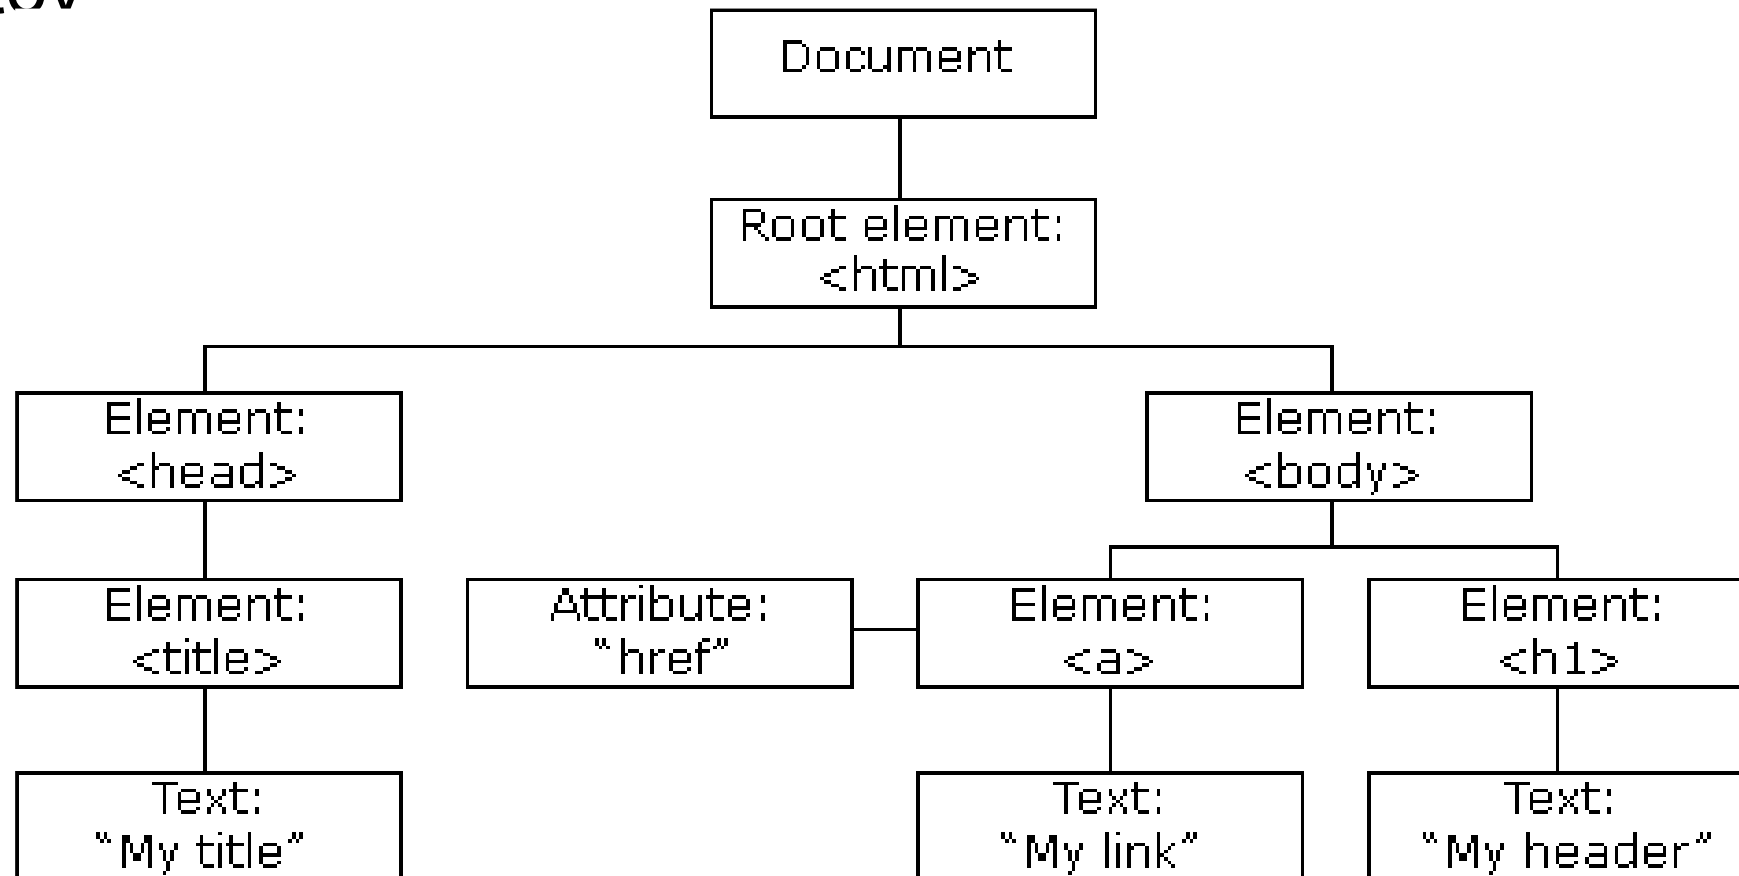 Document
Root element:
<html>
Element:
<head>
Element:
<body>
Element:
<title>
Attribute:
“href”
Element:
<a>
Element:
<h1>
Text:
“My title”
Text:
“My link”
Text:
“My header”